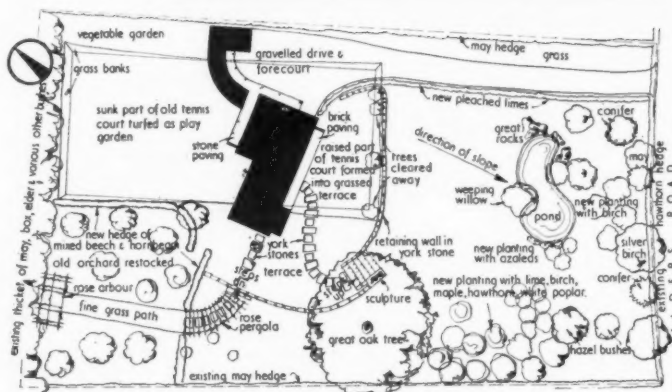 vegetable garden
grass banks
gravelled drive &
forecourt
may hedge
grass
sunk part of old tennis
court turfed as play
garden
stone
paving
brick
paving
raised part of
tennis
court formed
into grassed
terrace
new pleached limes
trees
cleared
away
direction of slope
great
rocks
conifer
may
weeping
willow
pond
new planting
with birch
silver
birch
new planting
with azaleas
conifer
hazel bushes
new planting with lime, birch,
maple, hawthorn, white poplar.
retaining wall in
york stone
sculpture
great oak tree
steps
up
york
stones
terrace
steps
rose
pergola
existing may hedge
new hedge of
mixed beech & hornbeam
old orchard restocked
rose arbour
fine grass path
existing thicket of may, box, elder & various other bushes
hawthorn hedge